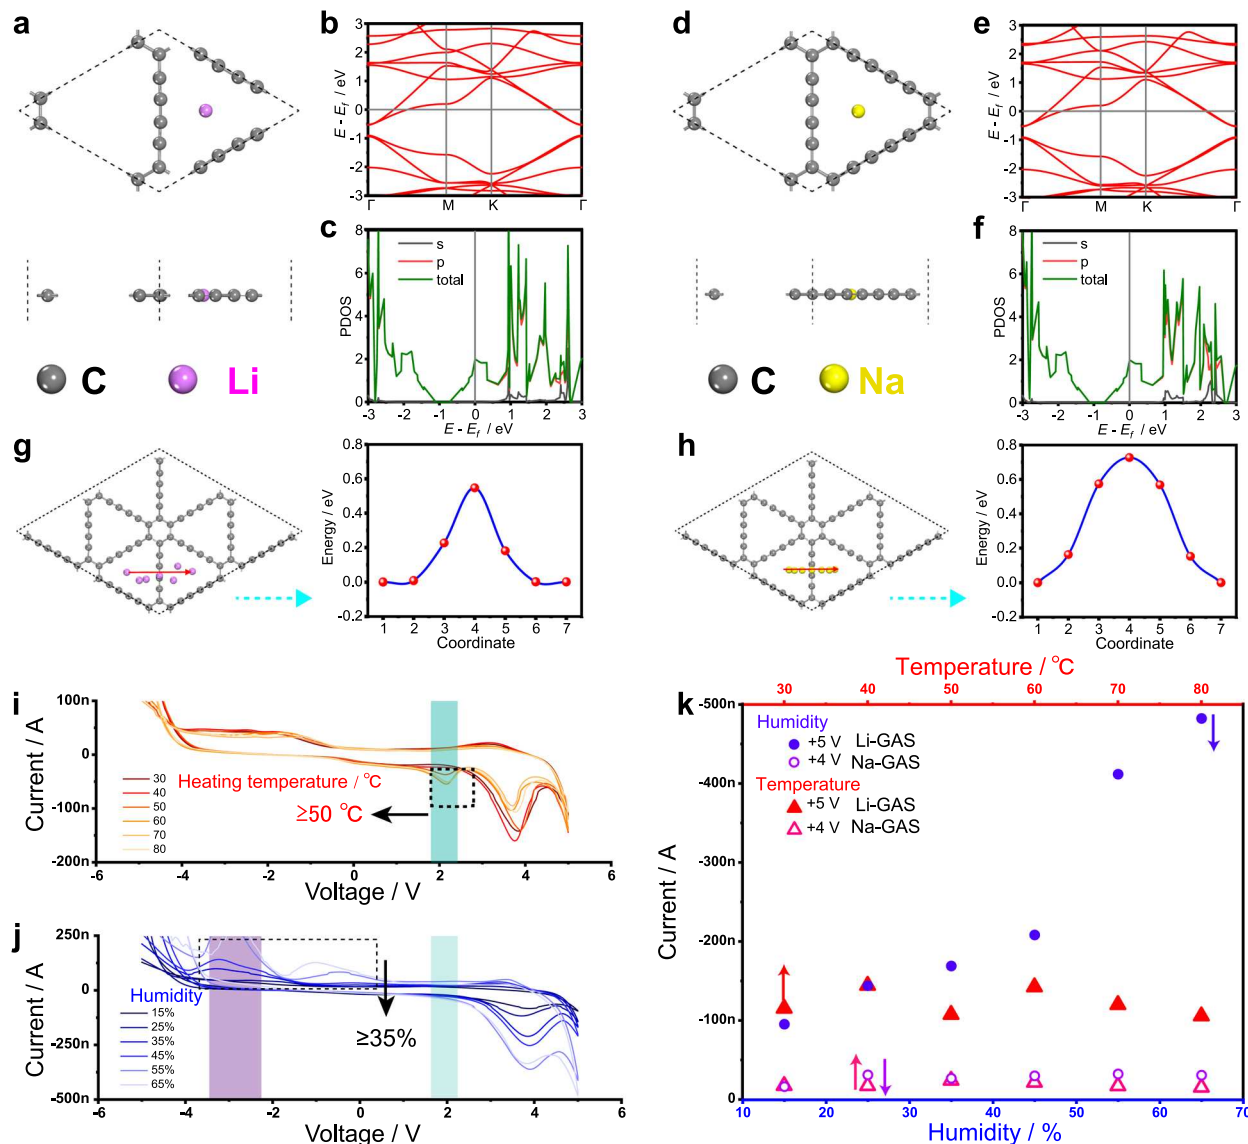 a
b
3
2
1
0
-1
-2
-3
E - Ef / eV
Γ
M
K
Γ
d
e
3
2
1
0
-1
-2
-3
E - Ef / eV
Γ
M
K
Γ
c
8
6
4
2
0
PDOS
s
p
total
-3
-2
-1
0
1
2
3
E - Ef / eV
C
Li
f
8
6
4
2
0
PDOS
s
p
total
-3
-2
-1
0
1
2
3
E - Ef / eV
C
Na
g
0.8
0.6
0.4
0.2
0.0
-0.2
Energy / eV
1
2
3
4
5
6
7
Coordinate
h
0.8
0.6
0.4
0.2
0.0
-0.2
Energy / eV
1
2
3
4
5
6
7
Coordinate
i
100n
0
-100n
-200n
Current / A
Heating temperature / °C
30
40
50
60
70
80
≥50 °C
-6
-4
-2
0
2
4
6
Voltage / V
j
250n
0
-250n
-500n
Current / A
Humidity
15%
25%
35%
45%
55%
65%
≥35%
-6
-4
-2
0
2
4
6
Voltage / V
k
Temperature / °C
30
40
50
60
70
80
-500n
-400n
-300n
-200n
-100n
0
Current / A
Humidity
+5 V Li-GAS
+4 V Na-GAS
Temperature
+5 V Li-GAS
+4 V Na-GAS
10
20
30
40
50
60
70
Humidity / %